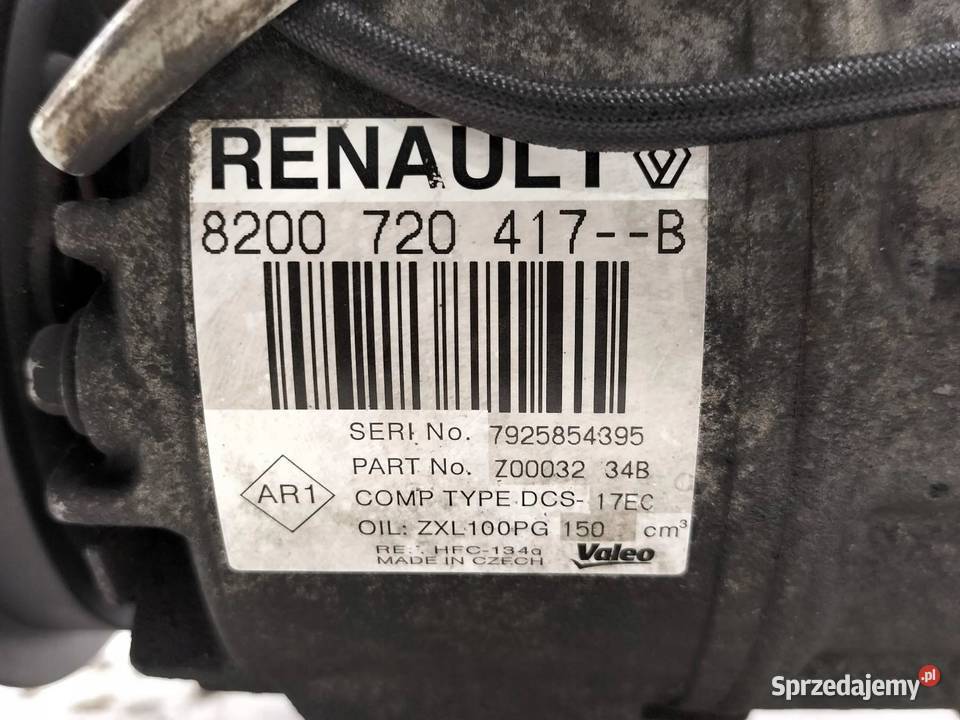 RENAULT
8200 720 417--B
SERI No. 7925854395
PART No. Z00032 34B
AR1
COMP TYPE DCS-17EC
OIL: ZXL100PG 150 cm³
HFC-134a
MADE IN CZECH
Valeo
Sprzedajemy.pl